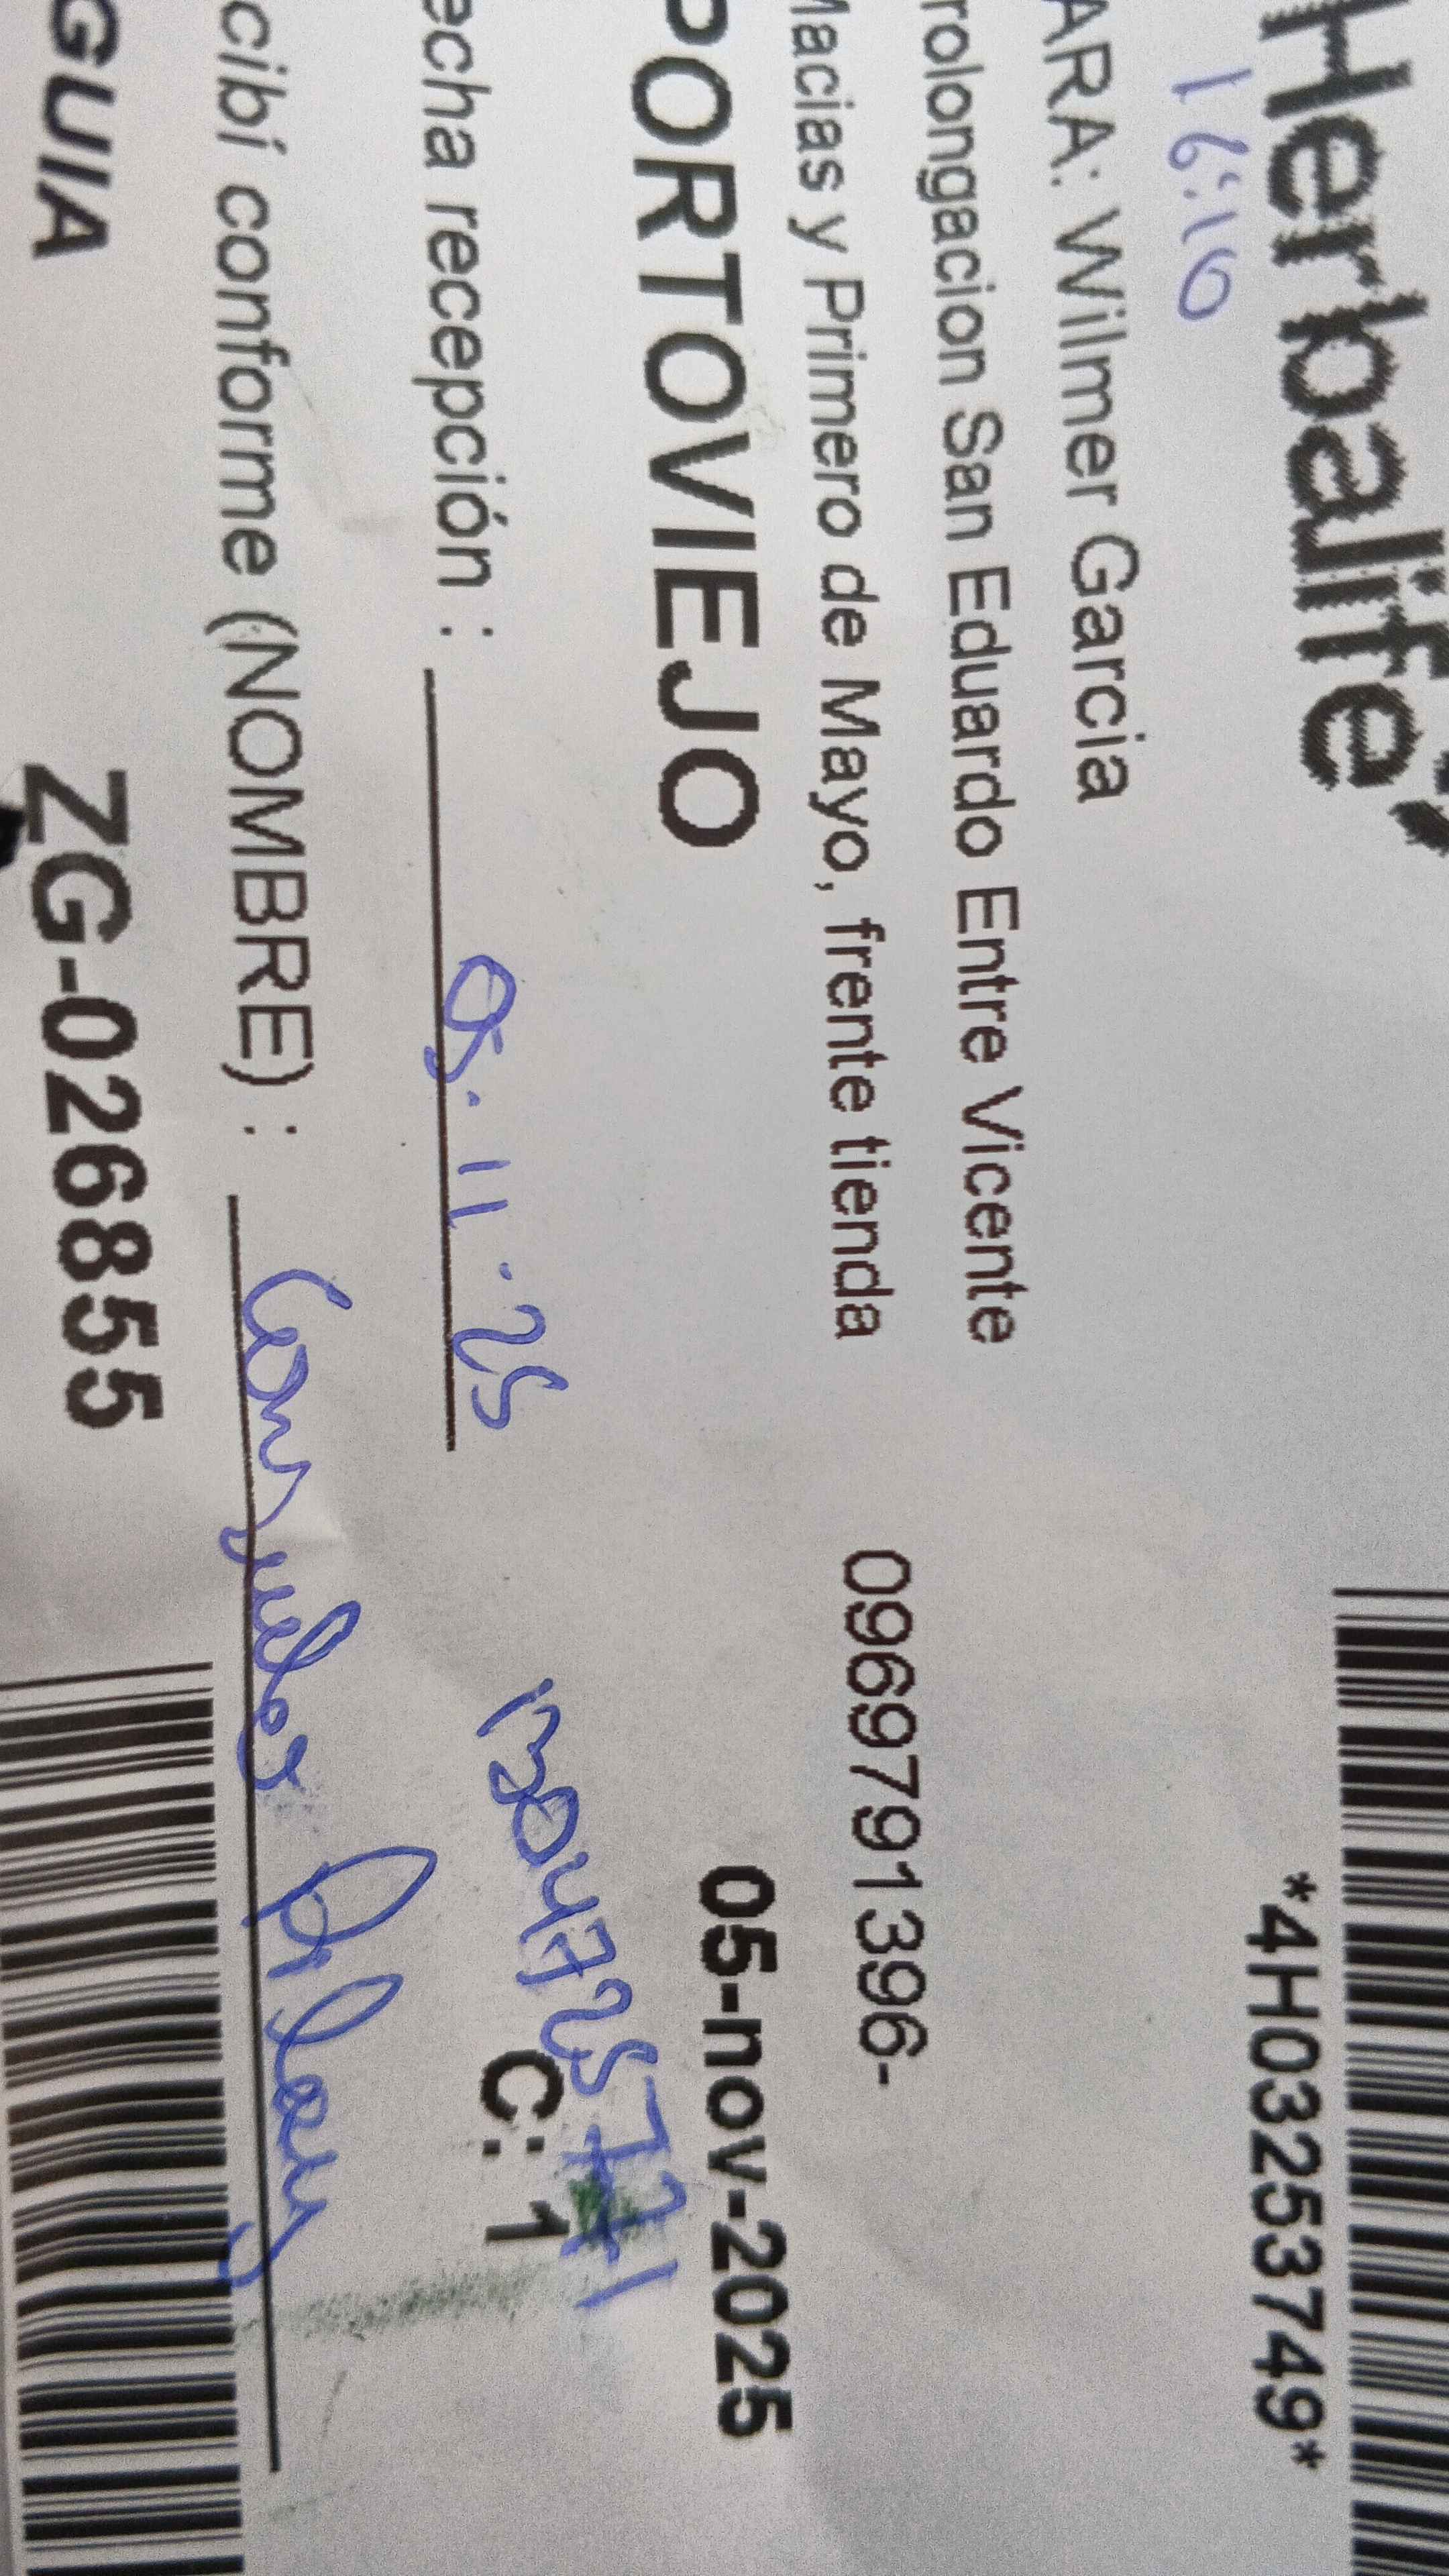 Herbalife
*4H03253749*
16:10
ARA: Wilmer Garcia
rolongacion San Eduardo Entre Vicente
Macias y Primero de Mayo, frente tienda 0969791396-
PORTOVIEJO 05-nov-2025
echa recepción : 05.11.25
C: 1
cibí conforme (NOMBRE) :
GUIA ZG-026855